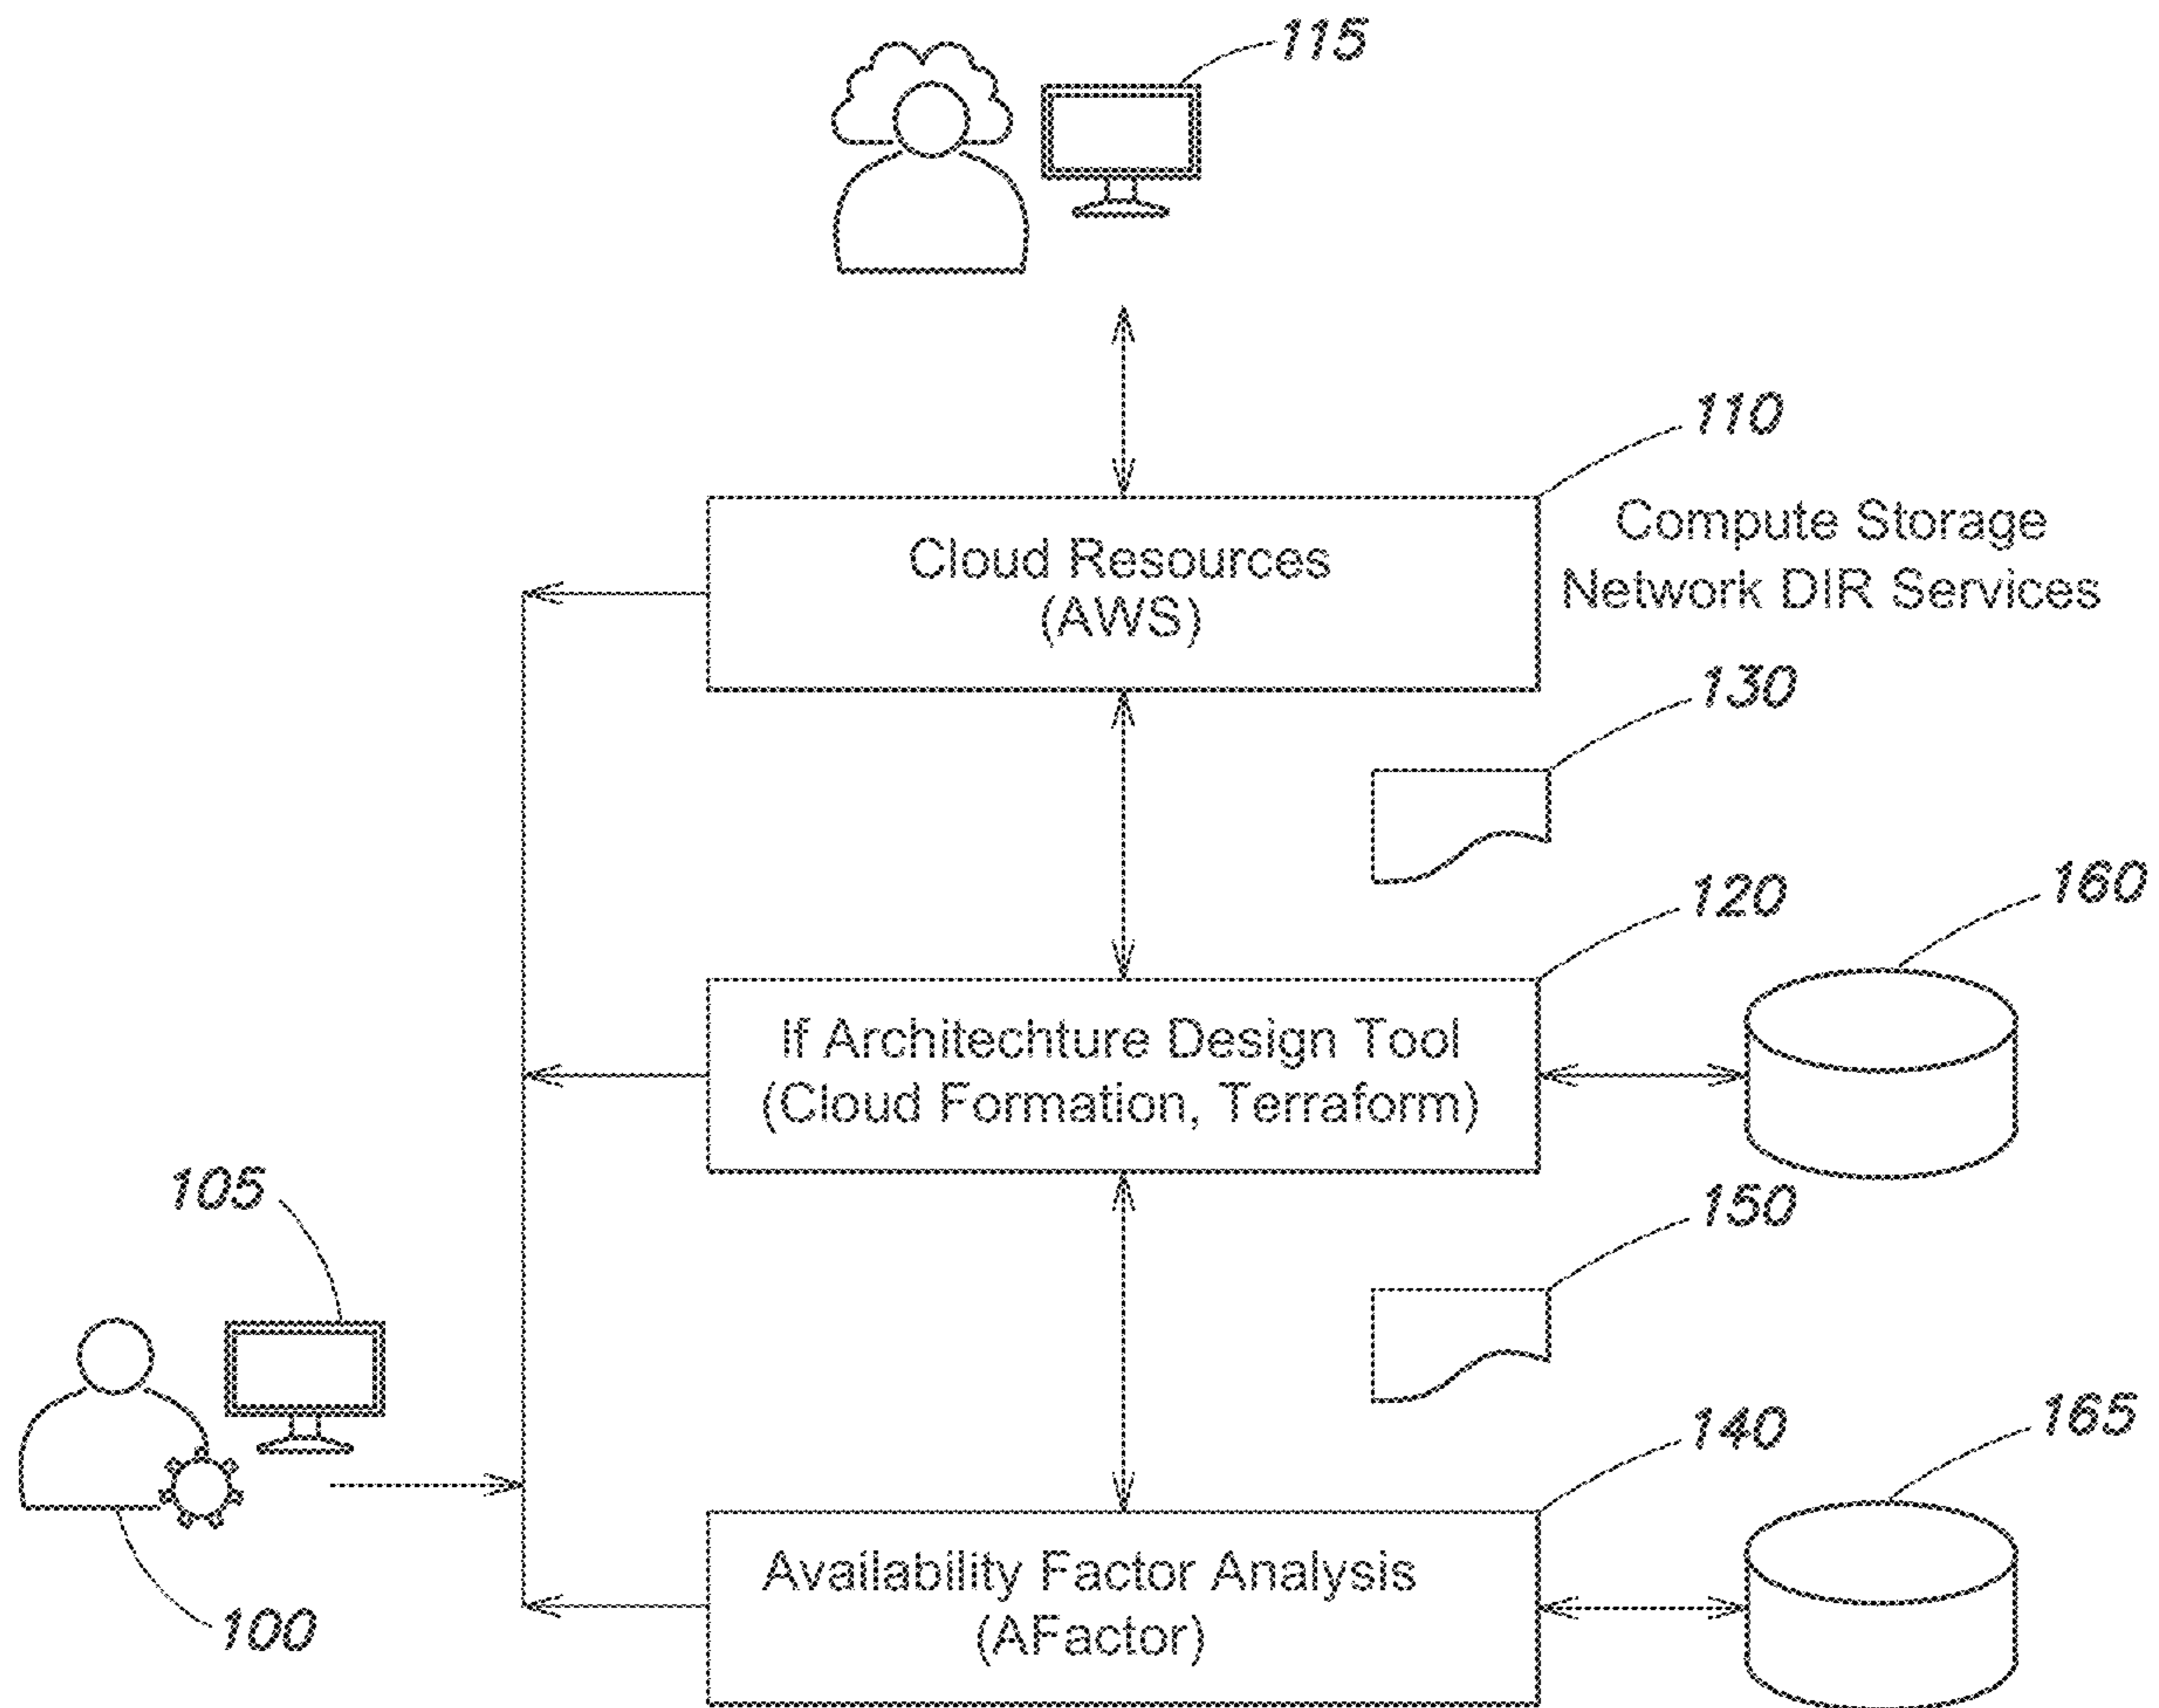 115
110
Cloud Resources
(AWS)
Compute Storage
Network DIR Services
130
120
160
If Architechture Design Tool
(Cloud Formation, Terraform)
105
150
140
165
Availability Factor Analysis
(AFactor)
100